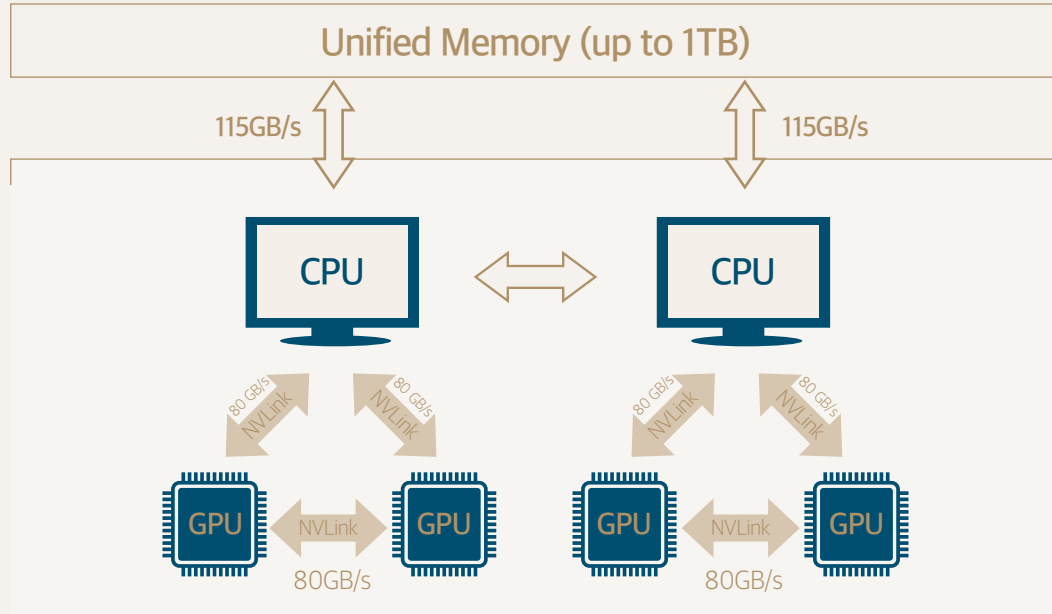 Unified Memory (up to 1TB)
115GB/s
115GB/s
CPU
CPU
80 GB/s
NVLink
80 GB/s
NVLink
80 GB/s
NVLink
80 GB/s
NVLink
GPU
NVLink
GPU
GPU
NVLink
GPU
80GB/s
80GB/s